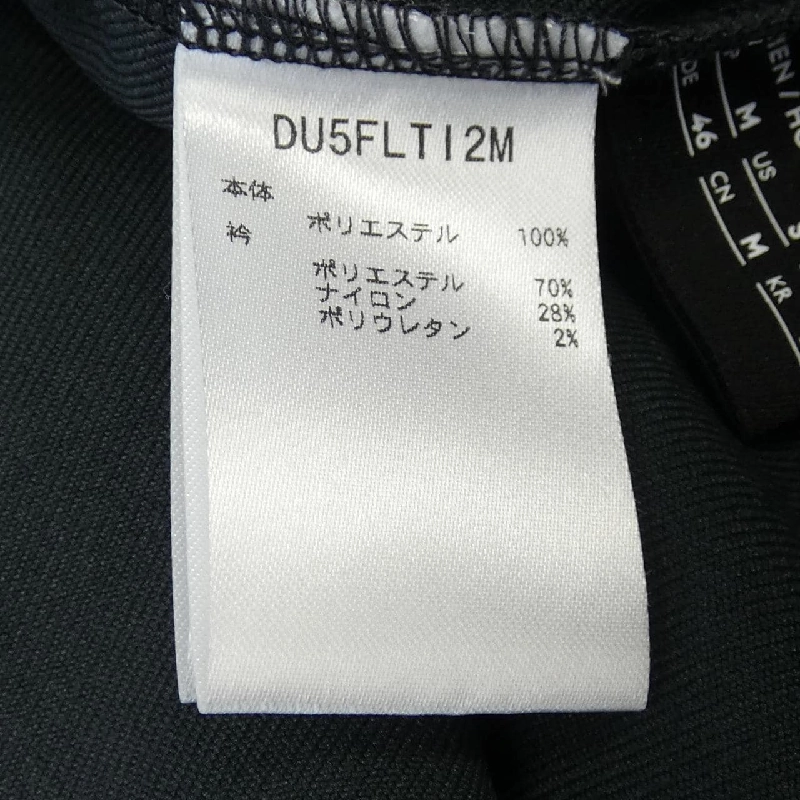 DU5FLTI2M
本体
ポリエステル 100%
衿
ポリエステル 70%
ナイロン 28%
ポリウレタン 2%
M
US
DE 46
CN M
KR